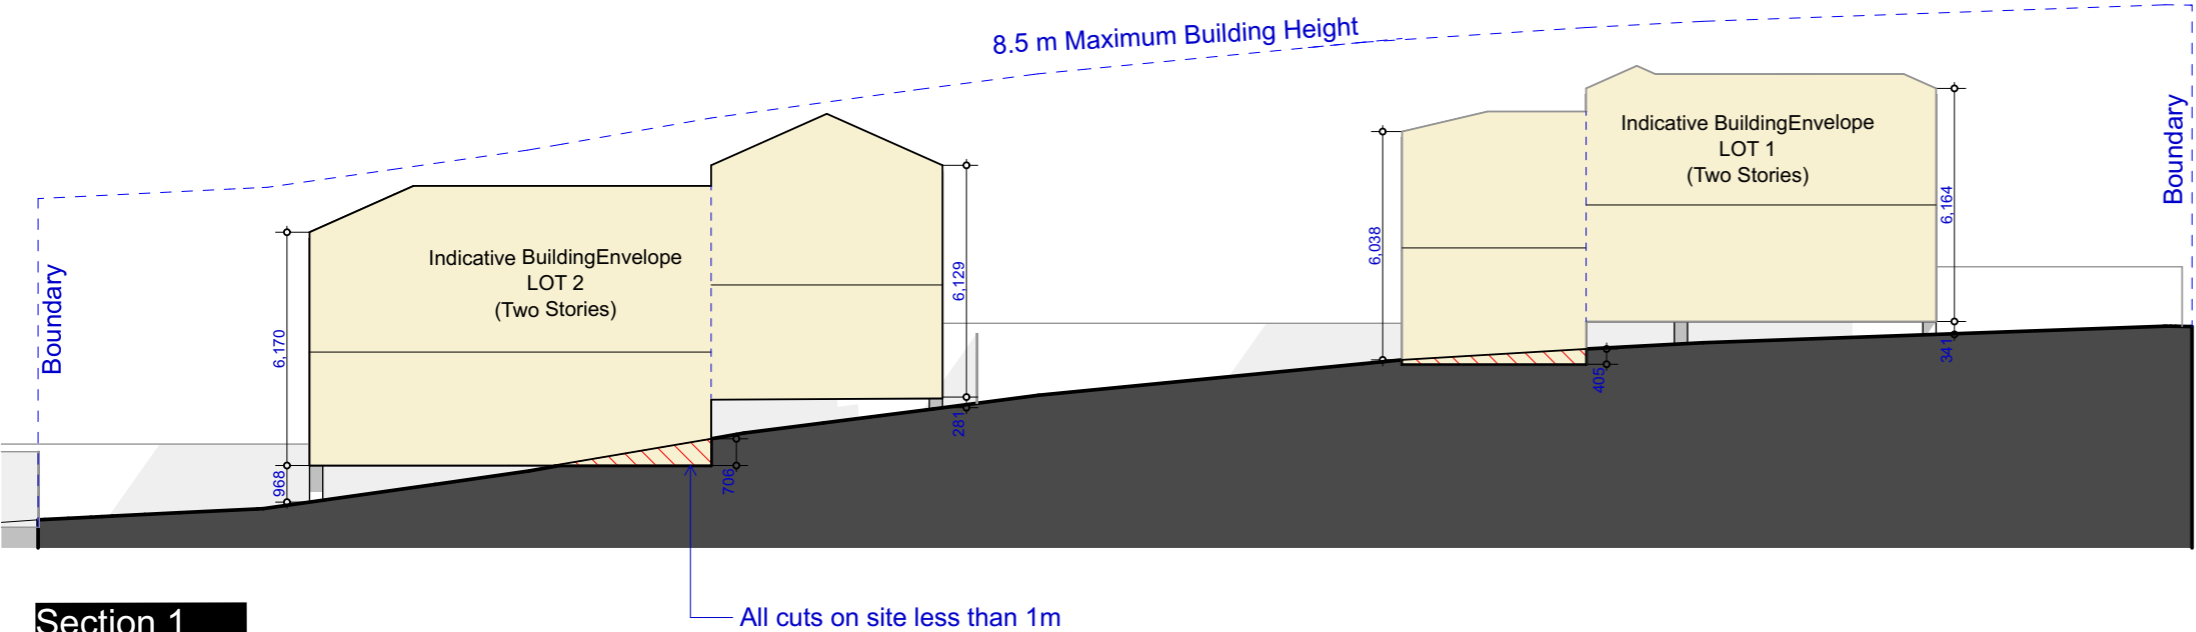 8.5 m Maximum Building Height
Boundary
Indicative BuildingEnvelope
LOT 2
(Two Stories)
6,170
968
706
6,129
281
6,038
405
Indicative BuildingEnvelope
LOT 1
(Two Stories)
6,164
341
Boundary
All cuts on site less than 1m
Section 1